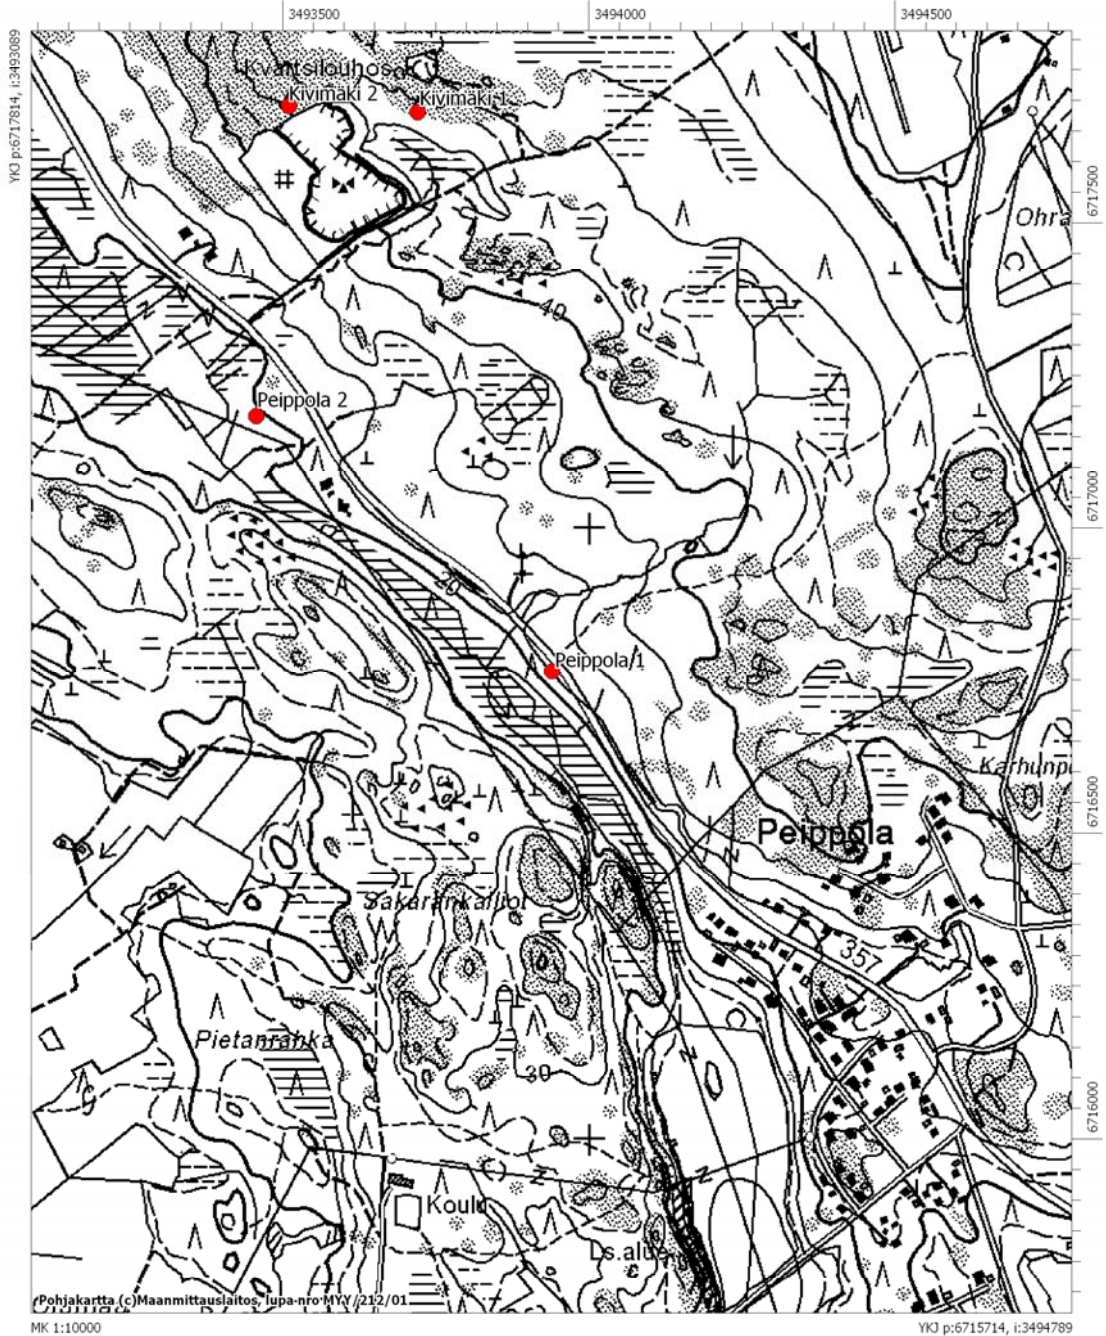 3493500
3494000
3494500
YKJ p:6717814, i:3493089
Kvartsilouhos
Kivimäki 2
Kivimäki 1
6717500
40
Peippola 2
6717000
20
Peippola 1
Karhunp
6716500
Peippola
Sakarankalliot
357
Pietanrahka
30
6716000
Koulu
Ls.alue
Pohjakartta (c)Maanmittauslaitos, lupa-nro MYY/212/01
MK 1:10000
YKJ p:6715714, i:3494789